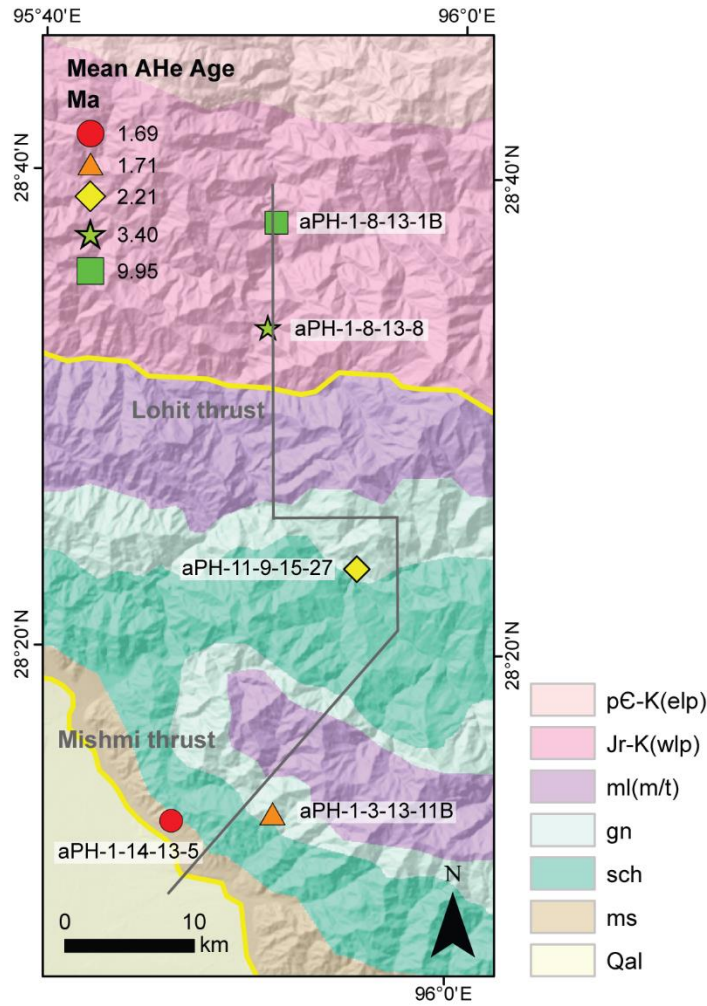 95°40'E
96°0'E
Mean AHe Age
Ma
1.69
1.71
2.21
3.40
9.95
28°40'N
28°40'N
aPH-1-8-13-1B
aPH-1-8-13-8
Lohit thrust
aPH-11-9-15-27
28°20'N
28°20'N
Mishmi thrust
aPH-1-3-13-11B
aPH-1-14-13-5
N
0 10
km
96°0'E
pЄ-K(elp)
Jr-K(wlp)
ml(m/t)
gn
sch
ms
Qal